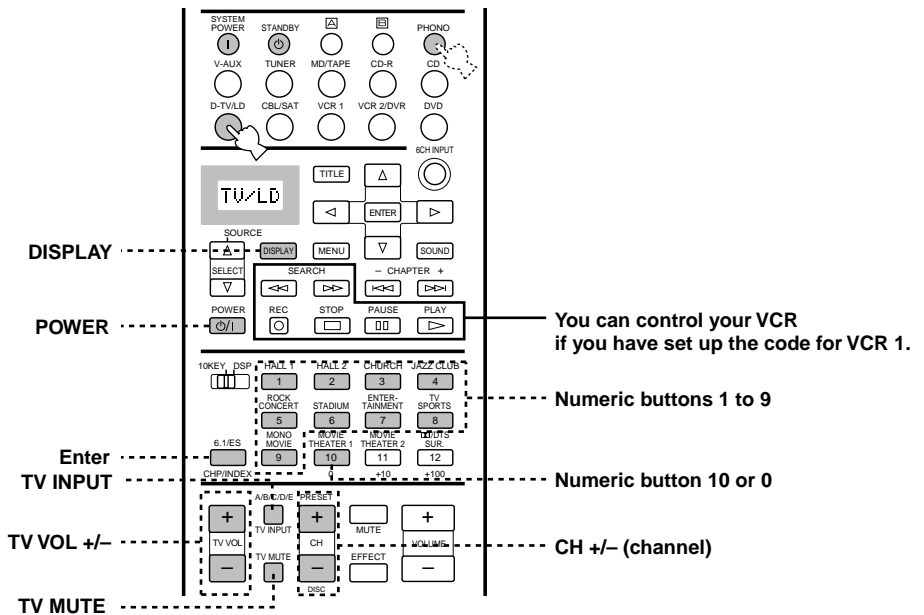 SYSTEM
POWER
STANDBY
A
B
PHONO
V-AUX
TUNER
MD/TAPE
CD-R
CD
D-TV/LD
CBL/SAT
VCR 1
VCR 2/DVR
DVD
6CH INPUT
TV/LD
TITLE
ENTER
SOURCE
DISPLAY
DISPLAY
MENU
SOUND
SELECT
SEARCH
– CHAPTER +
POWER
POWER
REC
STOP
PAUSE
PLAY
You can control your VCR
if you have set up the code for VCR 1.
10KEY
DSP
HALL 1
HALL 2
CHURCH
JAZZ CLUB
1
2
3
4
Numeric buttons 1 to 9
ROCK
CONCERT
STADIUM
ENTER-
TAINMENT
TV
SPORTS
5
6
7
8
6.1/ES
MONO
MOVIE
MOVIE
THEATER 1
MOVIE
THEATER 2
/DTS
SUR.
Enter
9
10
11
12
CHP/INDEX
0
+10
+100
Numeric button 10 or 0
TV INPUT
A/B/C/D/E
PRESET
+
TV INPUT
+
MUTE
+
TV VOL +/–
TV VOL
CH
VOLUME
CH +/– (channel)
TV MUTE
EFFECT
–
–
–
DISC
TV MUTE